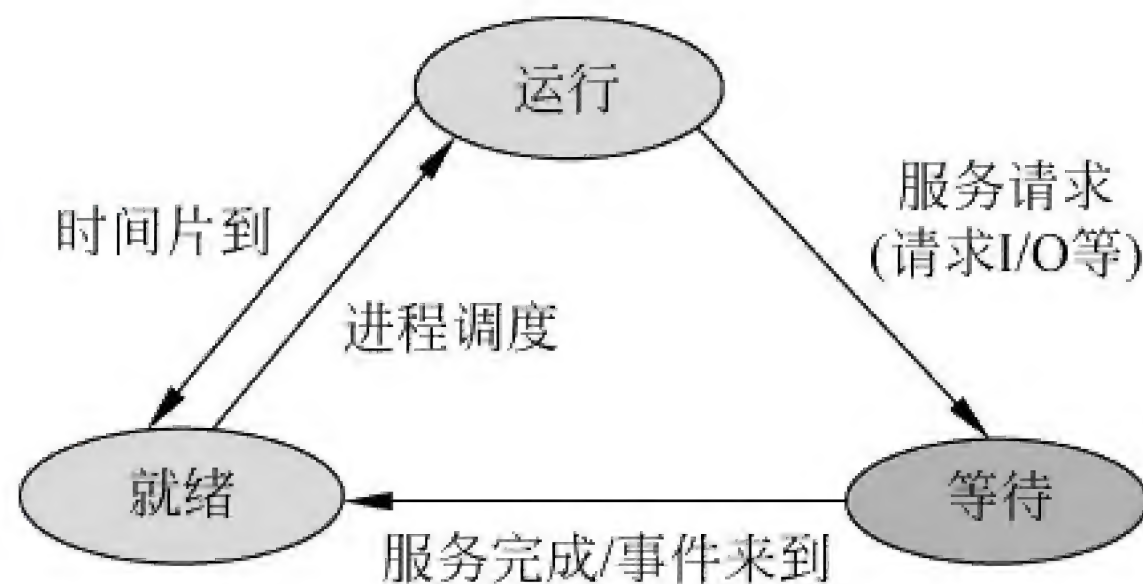 运行
服务请求
(请求I/O等)
时间片到
进程调度
就绪
等待
服务完成/事件来到